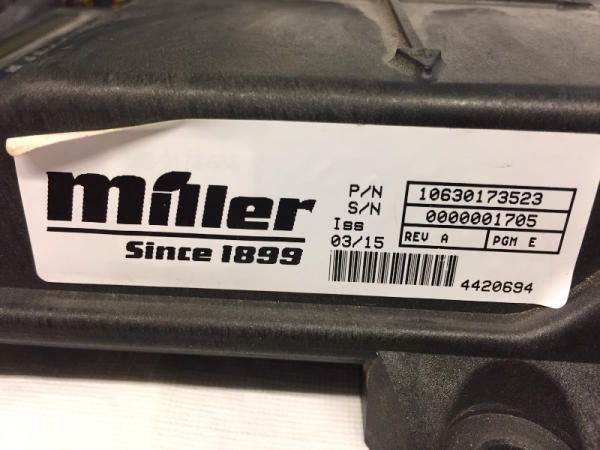 miller
Since 1899
P/N 10630173523
S/N 0000001705
Iss REV A PGM E
03/15
4420694